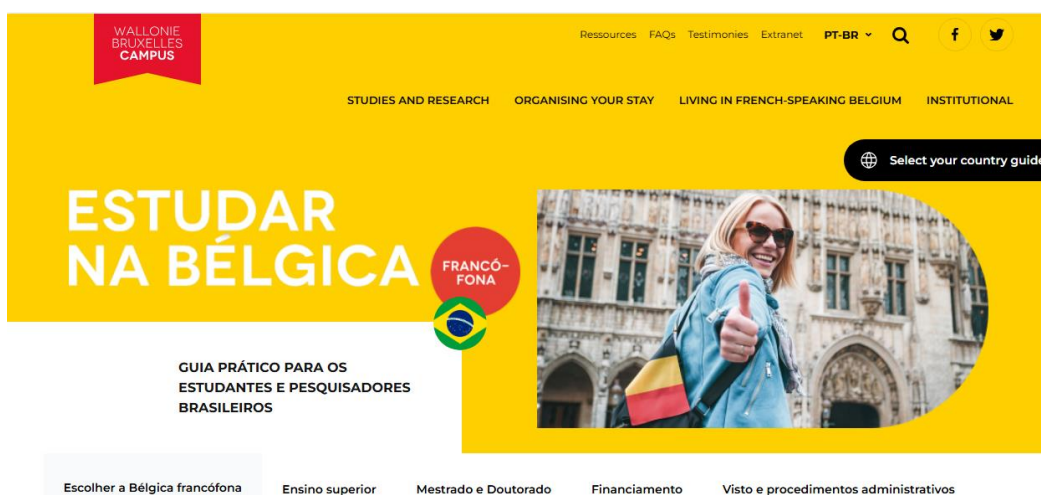 WALLONIE
BRUXELLES
CAMPUS
Ressources FAQs Testimonies Extranet PT-BR
STUDIES AND RESEARCH ORGANISING YOUR STAY LIVING IN FRENCH-SPEAKING BELGIUM INSTITUTIONAL
Select your country guide
ESTUDAR
NA BÉLGICA
FRANCÓ-
FONA
GUIA PRÁTICO PARA OS
ESTUDANTES E PESQUISADORES
BRASILEIROS
Escolher a Bélgica francófona Ensino superior Mestrado e Doutorado Financiamento Visto e procedimentos administrativos